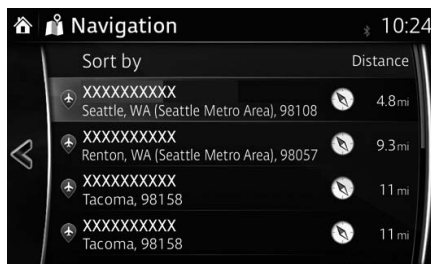 Navigation 10:24
Sort by Distance
XXXXXXXXXX
Seattle, WA (Seattle Metro Area), 98108 4.8mi
XXXXXXXXXX
Renton, WA (Seattle Metro Area), 98057 9.3mi
XXXXXXXXXX
Tacoma, 98158 11 mi
XXXXXXXXXX
Tacoma, 98158 11 mi